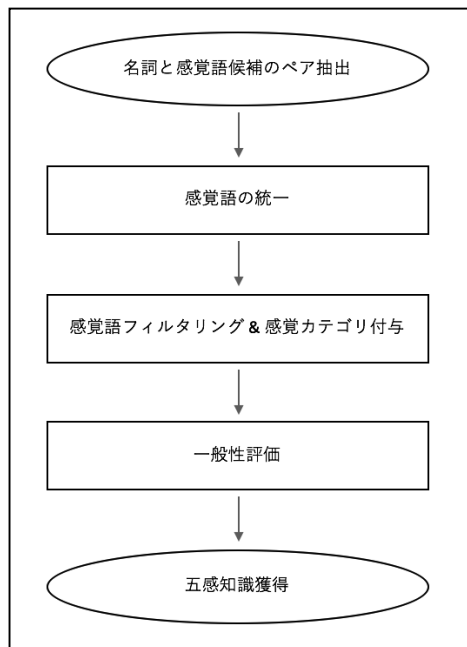 名詞と感覚語候補のペア抽出
感覚語の統一
感覚語フィルタリング & 感覚カテゴリ付与
一般性評価
五感知識獲得